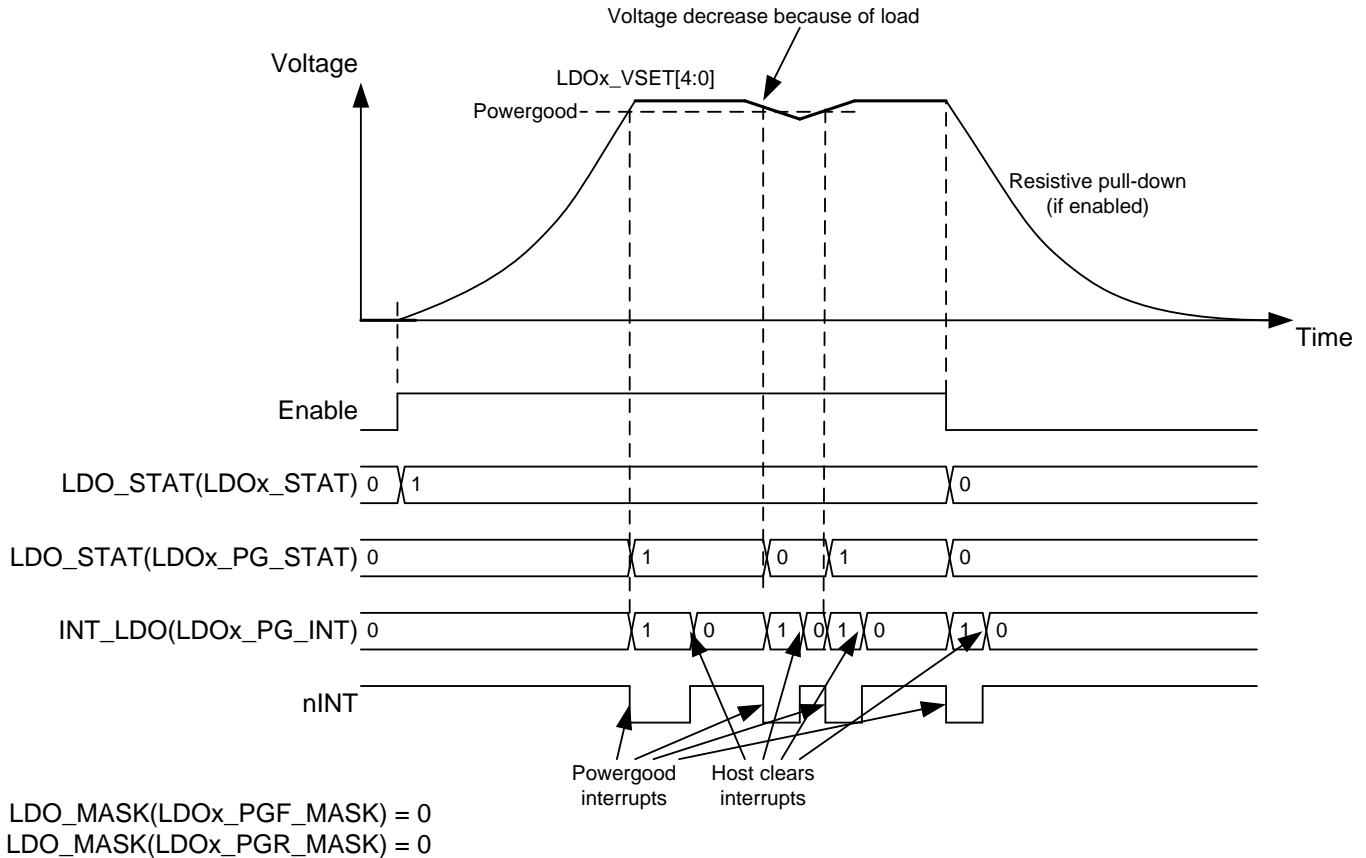 Voltage decrease because of load
Voltage
LDOx_VSET[4:0]
Powergood
Resistive pull-down
(if enabled)
Time
Enable
LDO_STAT(LDOx_STAT) 0 1 0
LDO_STAT(LDOx_PG_STAT) 0 1 0 1 0
INT_LDO(LDOx_PG_INT) 0 1 0 1 0 1 0 1 0
nINT
Powergood
interrupts
Host clears
interrupts
LDO_MASK(LDOx_PGF_MASK) = 0
LDO_MASK(LDOx_PGR_MASK) = 0